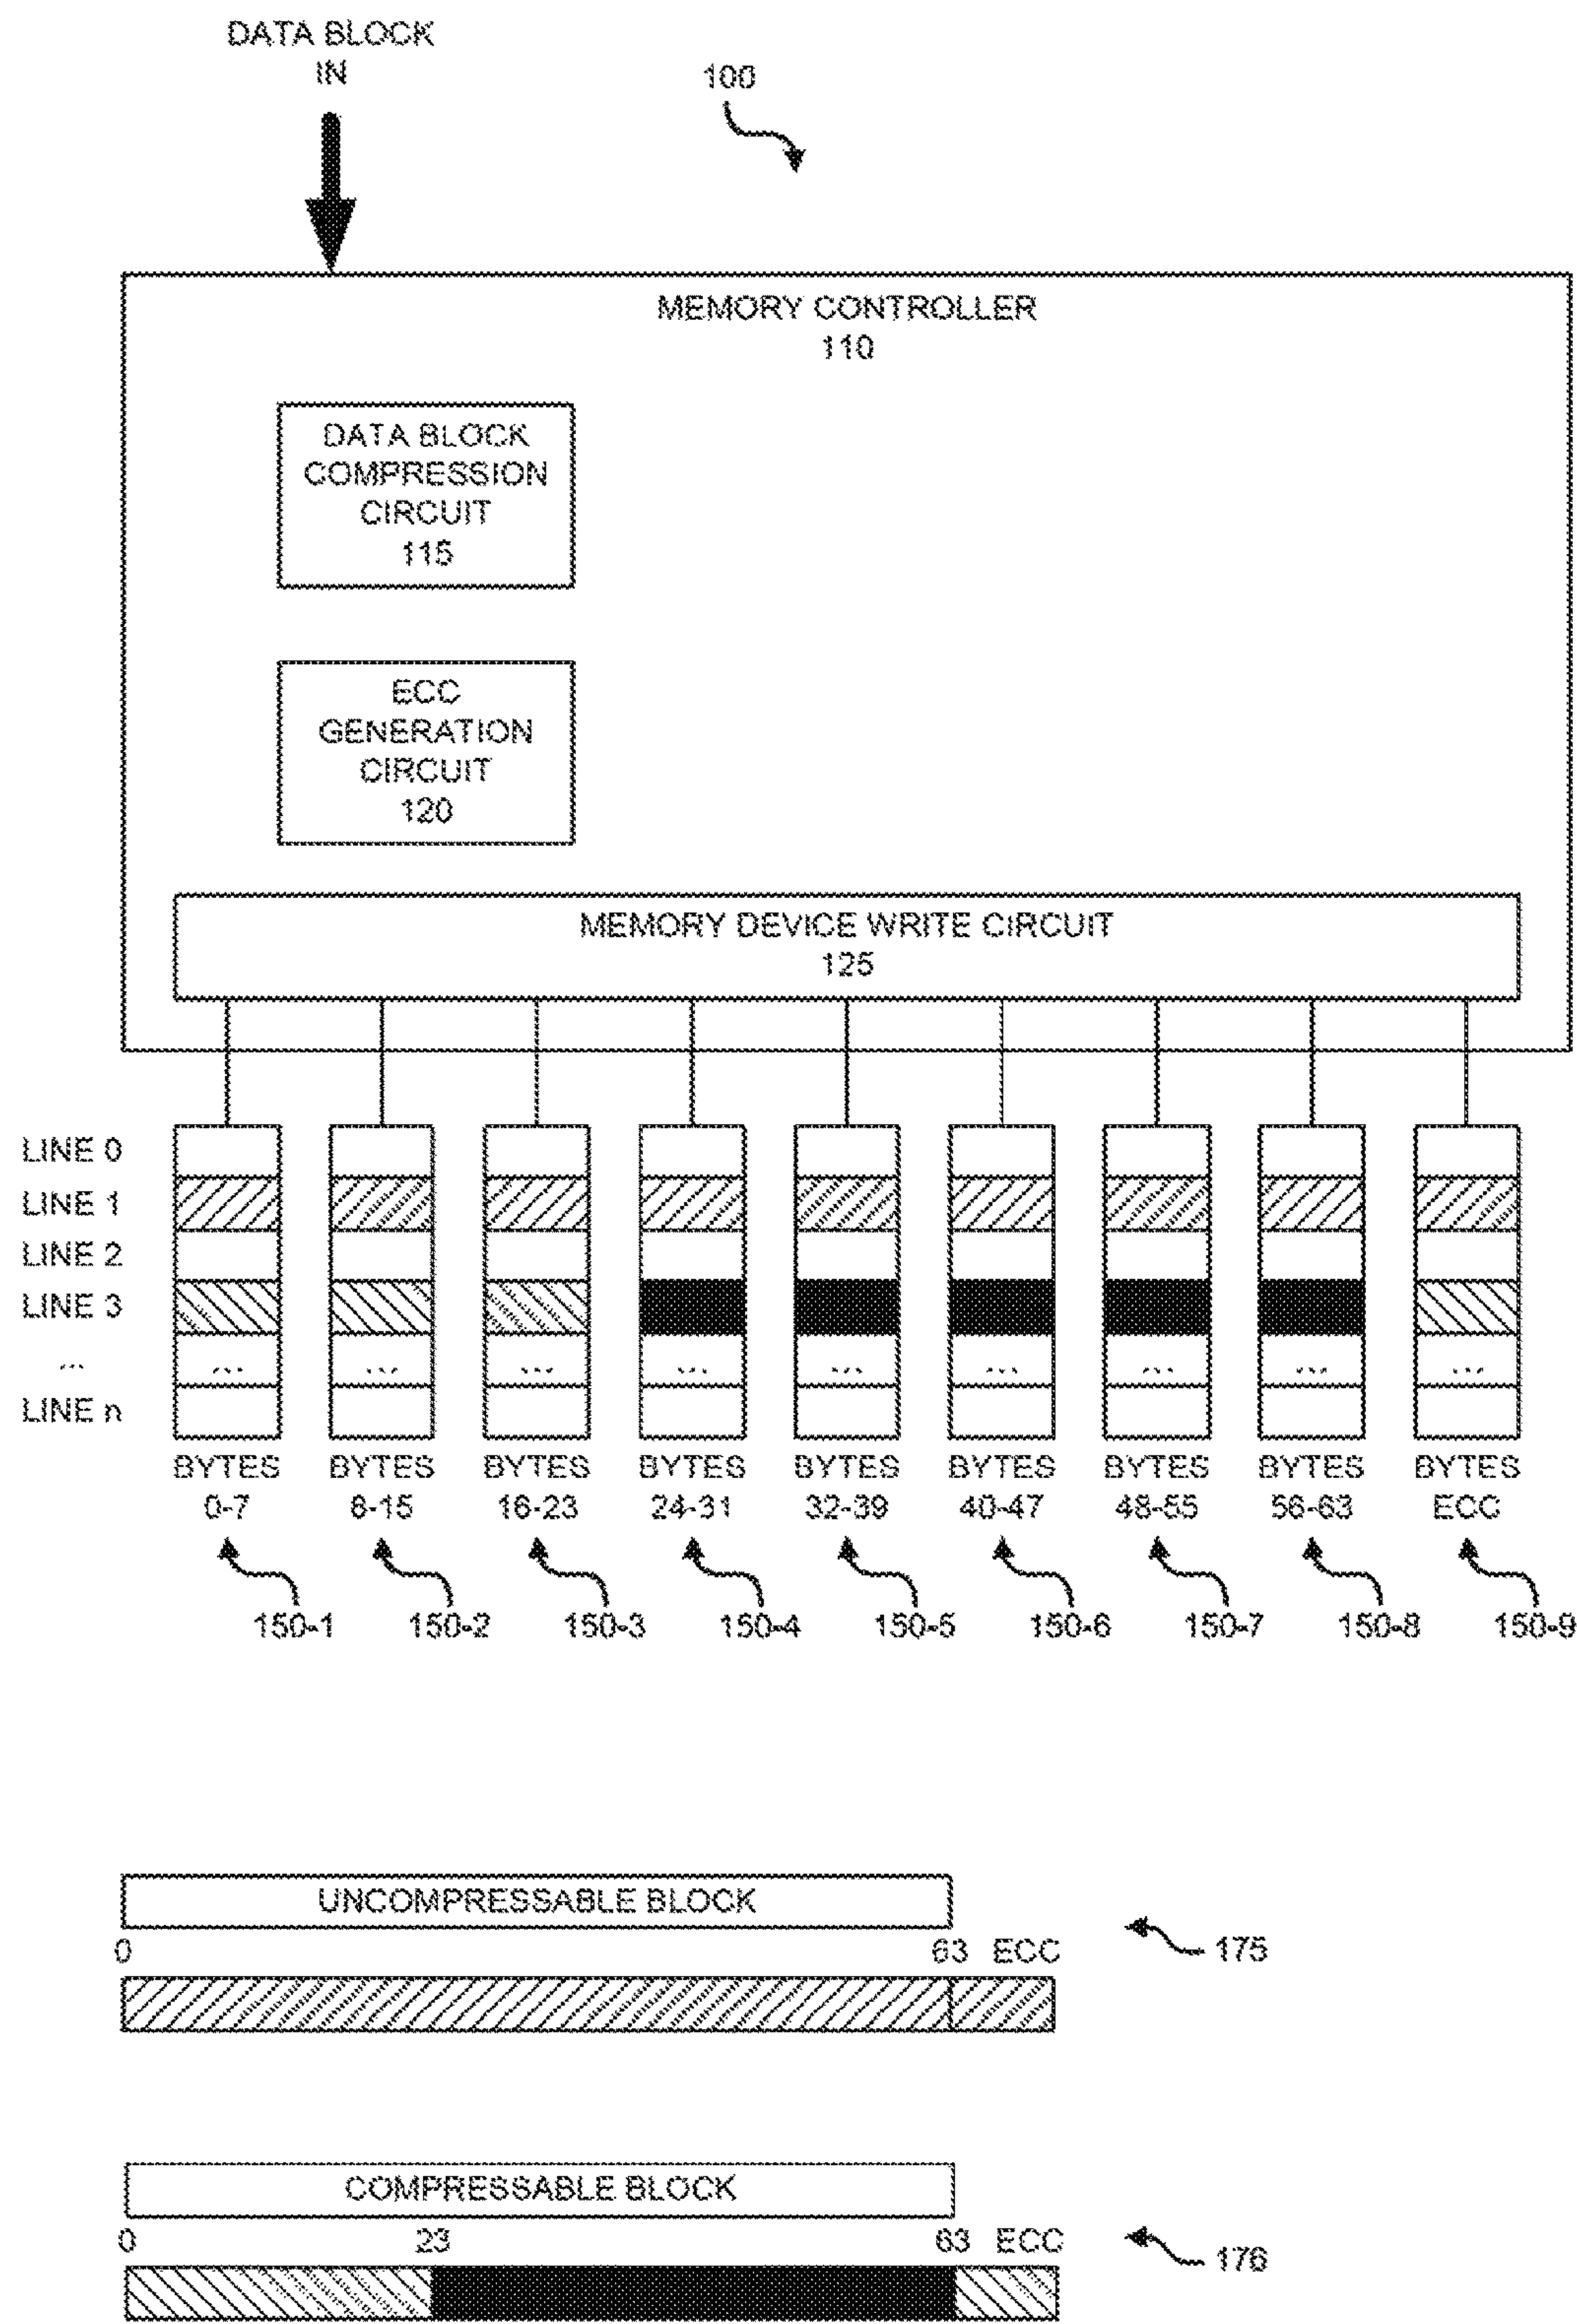 DATA BLOCK
IN
100
MEMORY CONTROLLER
110
DATA BLOCK
COMPRESSION
CIRCUIT
115
ECC
GENERATION
CIRCUIT
120
MEMORY DEVICE WRITE CIRCUIT
125
LINE 0
LINE 1
LINE 2
LINE 3
... ... ... ... ... ... ... ... ... ...
LINE n
BYTES BYTES BYTES BYTES BYTES BYTES BYTES BYTES BYTES
0-7 8-15 16-23 24-31 32-39 40-47 48-55 56-63 ECC
150-1 150-2 150-3 150-4 150-5 150-6 150-7 150-8 150-9
UNCOMPRESSABLE BLOCK
0 63 ECC 175
COMPRESSABLE BLOCK
0 23 63 ECC 176